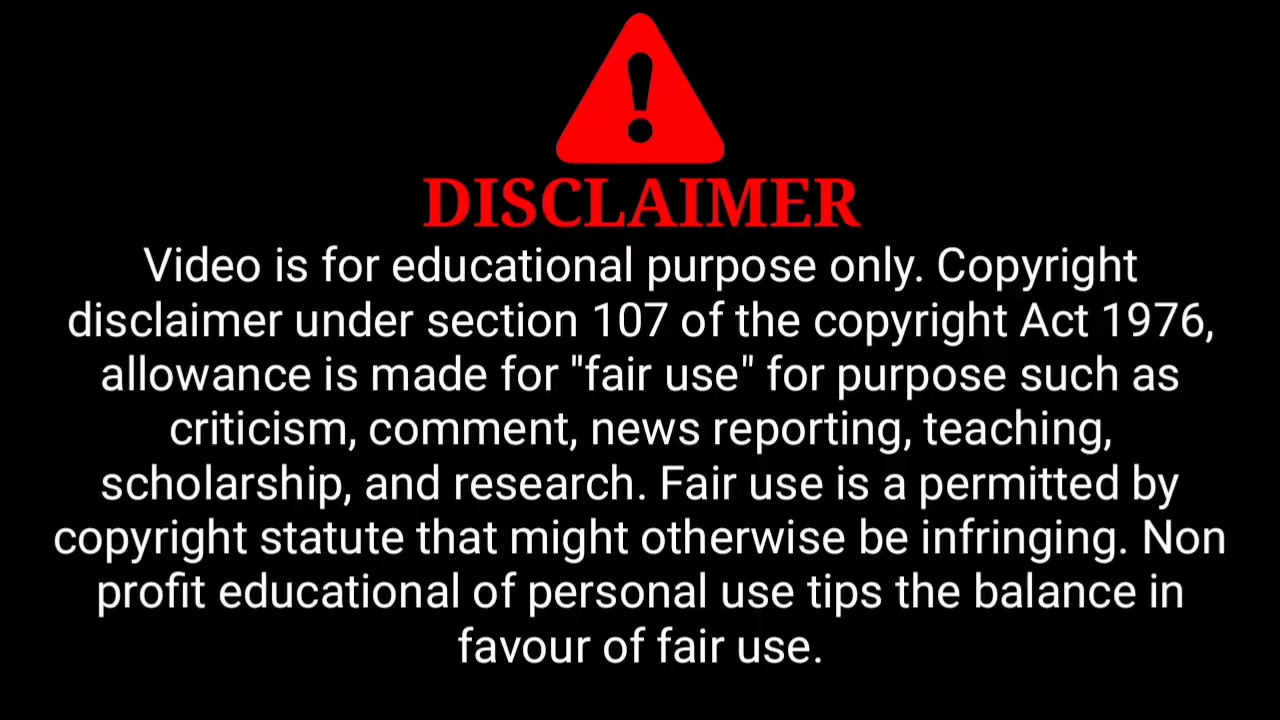 DISCLAIMER
Video is for educational purpose only. Copyright
disclaimer under section 107 of the copyright Act 1976,
allowance is made for "fair use" for purpose such as
criticism, comment, news reporting, teaching,
scholarship, and research. Fair use is a permitted by
copyright statute that might otherwise be infringing. Non
profit educational of personal use tips the balance in
favour of fair use.